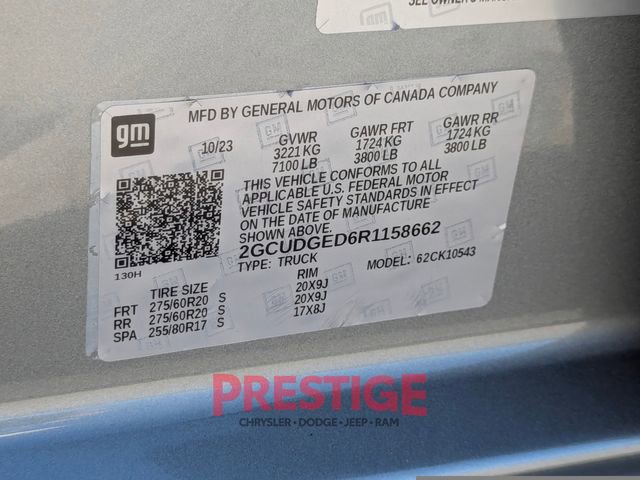 SEE OWNER'S MANUAL
MFD BY GENERAL MOTORS OF CANADA COMPANY
gm
10/23
GVWR GAWR FRT GAWR RR
3221 KG 1724 KG 1724 KG
7100 LB 3800 LB 3800 LB
THIS VEHICLE CONFORMS TO ALL
APPLICABLE U.S. FEDERAL MOTOR
VEHICLE SAFETY STANDARDS IN EFFECT
ON THE DATE OF MANUFACTURE
SHOWN ABOVE.
2GCUDGED6R1158662
TYPE: TRUCK MODEL: 62CK10543
130H
TIRE SIZE RIM
FRT 275/60R20 S 20X9J
RR 275/60R20 S 20X9J
SPA 255/80R17 S 17X8J
PRESTIGE
CHRYSLER • DODGE • JEEP • RAM